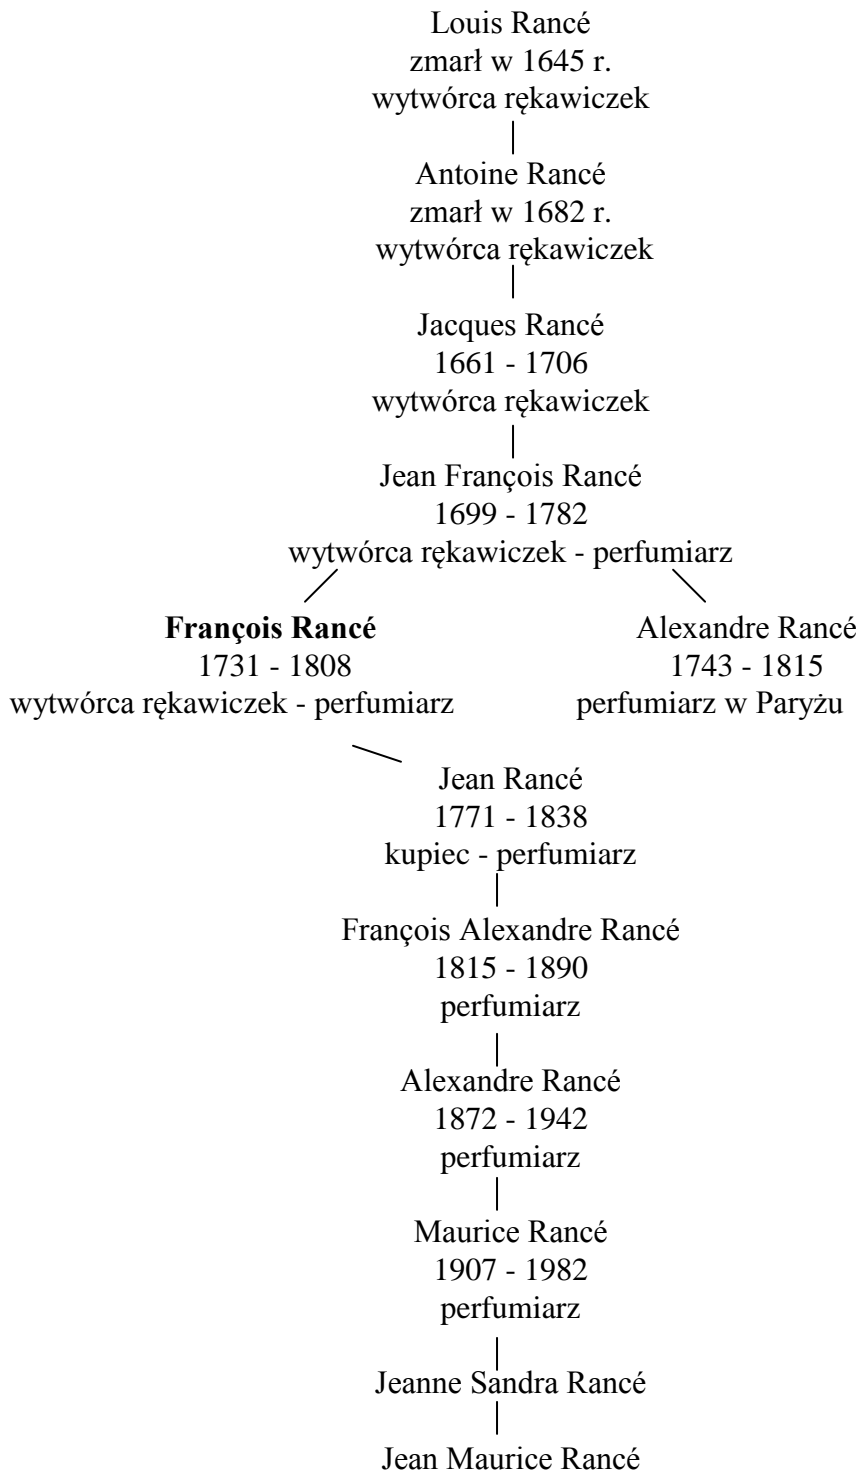 Louis Rancé
zmarł w 1645 r.
wytwórca rękawiczek
Antoine Rancé
zmarł w 1682 r.
wytwórca rękawiczek
Jacques Rancé
1661 - 1706
wytwórca rękawiczek
Jean François Rancé
1699 - 1782
wytwórca rękawiczek - perfumiarz
François Rancé
1731 - 1808
wytwórca rękawiczek - perfumiarz
Alexandre Rancé
1743 - 1815
perfumiarz w Paryżu
Jean Rancé
1771 - 1838
kupiec - perfumiarz
François Alexandre Rancé
1815 - 1890
perfumiarz
Alexandre Rancé
1872 - 1942
perfumiarz
Maurice Rancé
1907 - 1982
perfumiarz
Jeanne Sandra Rancé
Jean Maurice Rancé